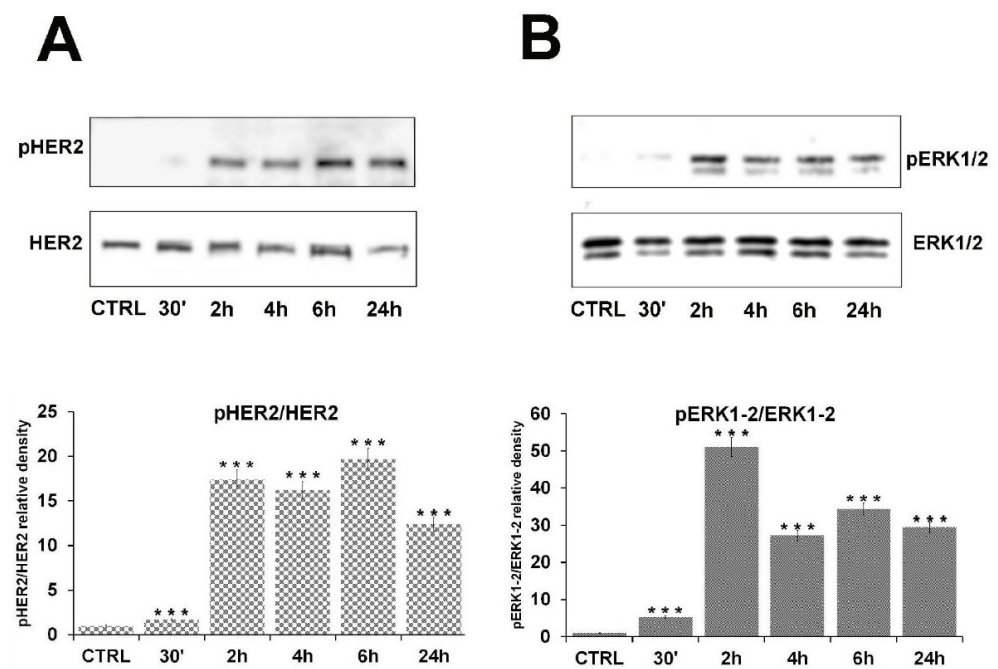 A
pHER2
HER2
CTRL 30' 2h 4h 6h 24h
pHER2/HER2
pHER2/HER2 relative density
25
20
15
10
5
0
* * *
* * *
* * *
* * *
* * *
CTRL 30' 2h 4h 6h 24h
B
pERK1/2
ERK1/2
CTRL 30' 2h 4h 6h 24h
pERK1-2/ERK1-2
pERK1-2/ERK1-2 relative density
60
50
40
30
20
10
0
* * *
* * *
* * *
* * *
* * *
CTRL 30' 2h 4h 6h 24h